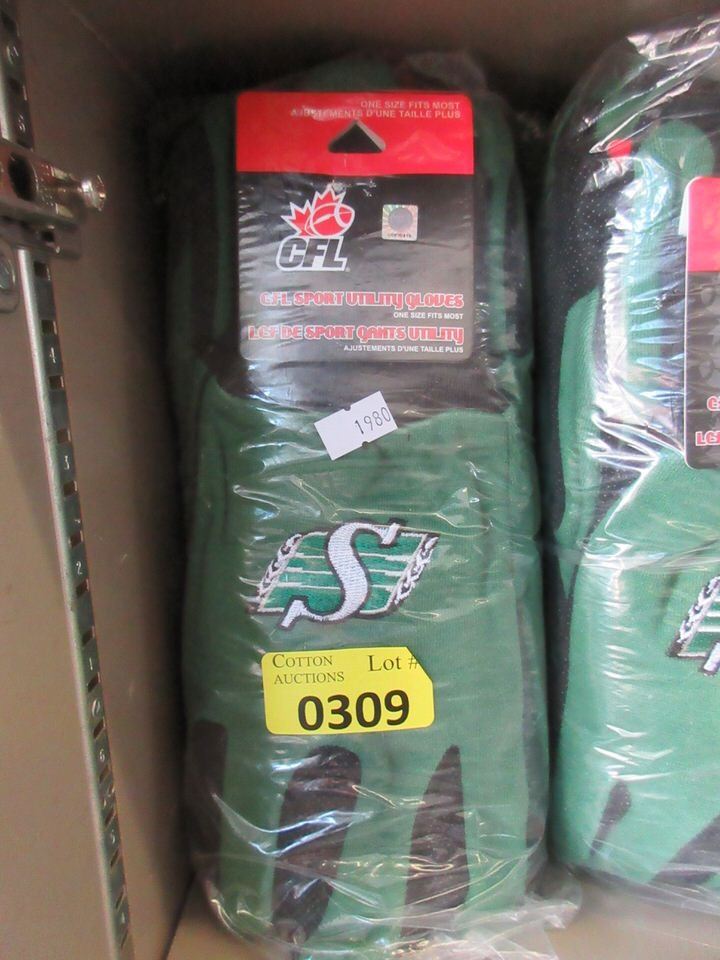 ONE SIZE FITS MOST
AJUSTEMENTS D'UNE TAILLE PLUS
CFL
CFL SPORT UTILITY GLOVES
ONE SIZE FITS MOST
LCF DE SPORT GANTS UTILITY
AJUSTEMENTS D'UNE TAILLE PLUS
1980
S
COTTON AUCTIONS Lot #
0309